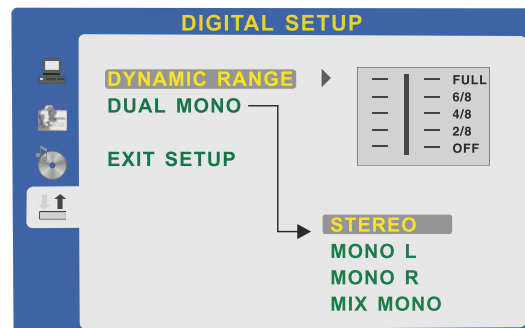 DIGITAL SETUP
DYNAMIC RANGE
DUAL MONO
EXIT SETUP
FULL
6/8
4/8
2/8
OFF
STEREO
MONO L
MONO R
MIX MONO